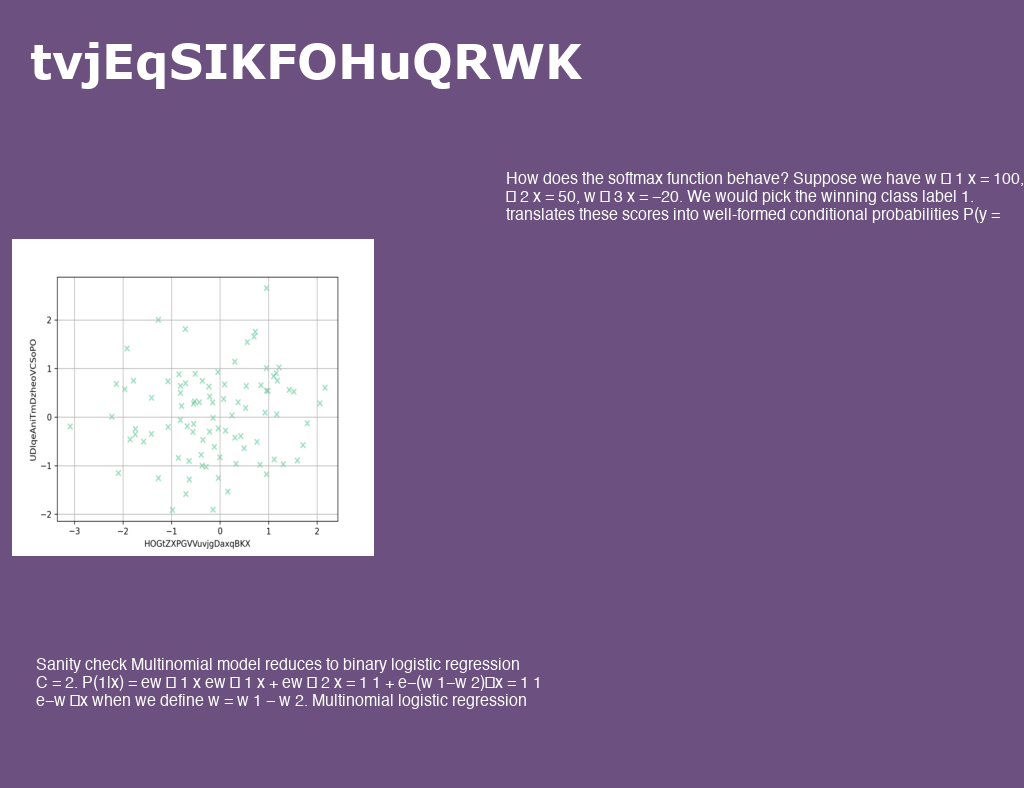 tvjEqSIKFOHuQRWK
How does the softmax function behave? Suppose we have w � 1 x = 100,
� 2 x = 50, w � 3 x = −20. We would pick the winning class label 1.
translates these scores into well-formed conditional probabilities P(y =
2
1
0
−1
−2
−3 −2 −1 0 1 2
UDlqeAniTmDzheoVCSoPO
HOGtZXPGVVuvjgDaxqBKX
Sanity check Multinomial model reduces to binary logistic regression
C = 2. P(1|x) = ew � 1 x ew � 1 x + ew � 2 x = 1 1 + e−(w 1−w 2)�x = 1 1
e−w �x when we define w = w 1 − w 2. Multinomial logistic regression